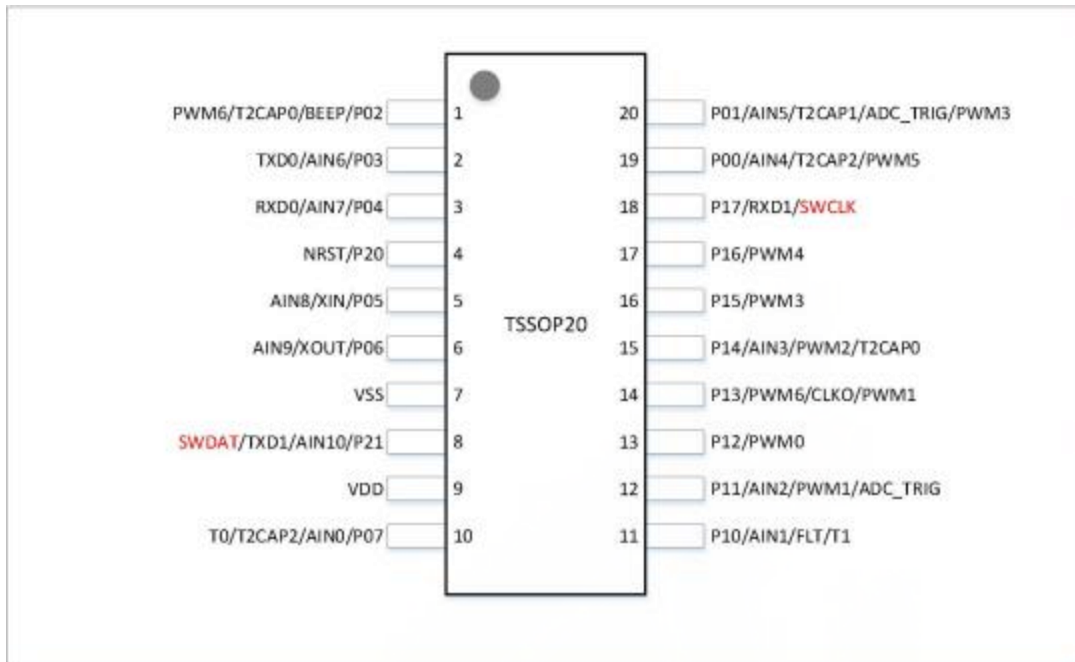 PWM6/T2CAP0/BEEP/P02 1 20 P01/AIN5/T2CAP1/ADC_TRIG/PWM3
TXD0/AIN6/P03 2 19 P00/AIN4/T2CAP2/PWM5
RXD0/AIN7/P04 3 18 P17/RXD1/SWCLK
NRST/P20 4 17 P16/PWM4
AIN8/XIN/P05 5 16 P15/PWM3
TSSOP20
AIN9/XOUT/P06 6 15 P14/AIN3/PWM2/T2CAP0
VSS 7 14 P13/PWM6/CLKO/PWM1
SWDAT/TXD1/AIN10/P21 8 13 P12/PWM0
VDD 9 12 P11/AIN2/PWM1/ADC_TRIG
T0/T2CAP2/AIN0/P07 10 11 P10/AIN1/FLT/T1